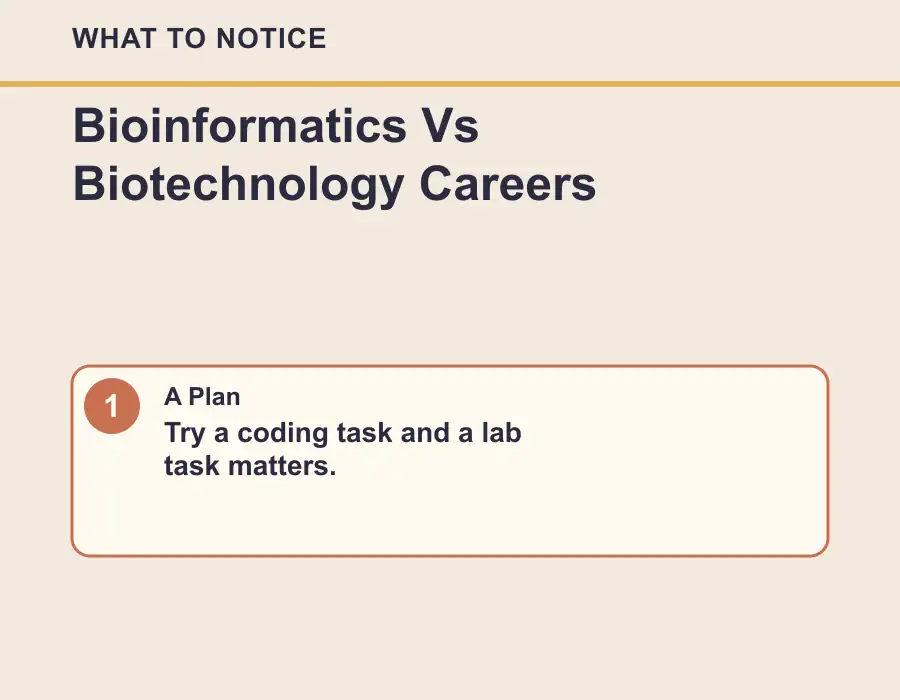 WHAT TO NOTICE
Bioinformatics Vs
Biotechnology Careers
1
A Plan
Try a coding task and a lab
task matters.